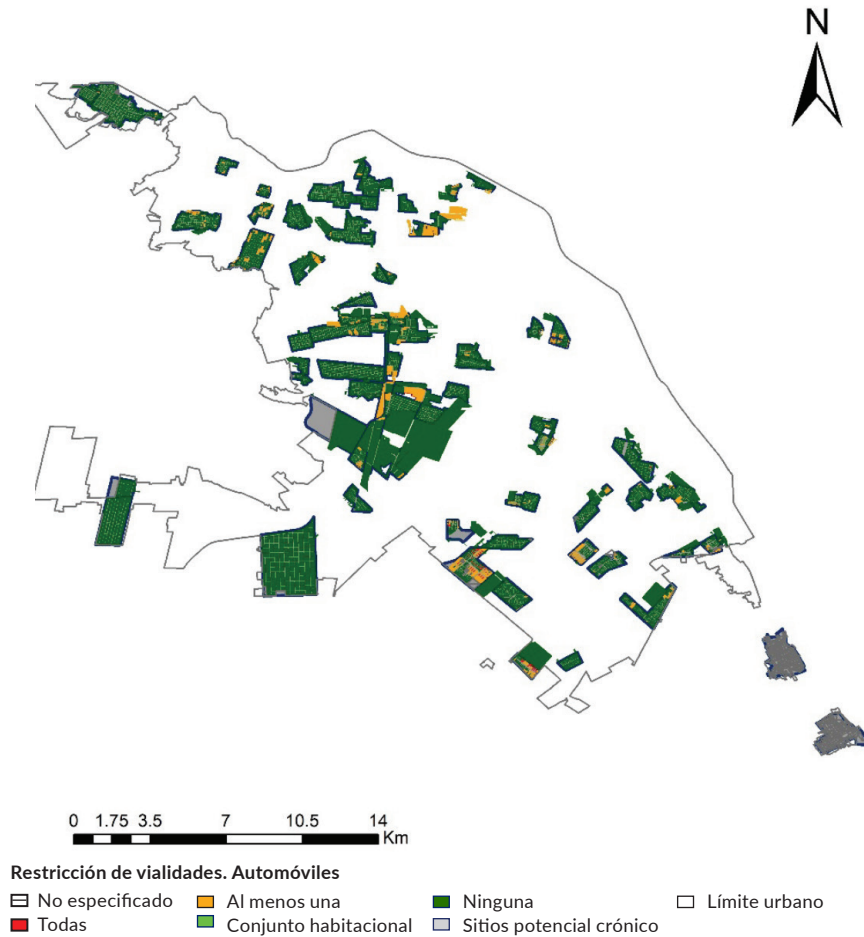 N
0 1.75 3.5 7 10.5 14
Km
Restricción de vialidades. Automóviles
No especificado Al menos una Ninguna Límite urbano
Todas Conjunto habitacional Sitios potencial crónico